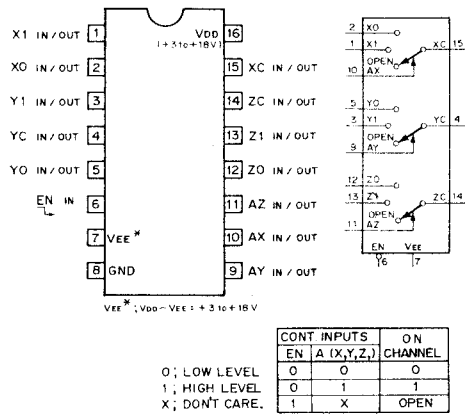 X1 IN/OUT 1
X0 IN/OUT 2
Y1 IN/OUT 3
YC IN/OUT 4
Y0 IN/OUT 5
EN IN 6
7 VEE*
8 GND
VDD 16
(+3 to +18V)
15 XC IN/OUT
14 ZC IN/OUT
13 Z1 IN/OUT
12 Z0 IN/OUT
11 AZ IN/OUT
10 AX IN/OUT
9 AY IN/OUT
VEE*; VDD~VEE: +3 to +18V
2 X0
1 X1 XC 15
OPEN
10 AX
5 Y0
3 Y1 YC 4
OPEN
9 AY
12 Z0
13 Z1 ZC 14
OPEN
11 AZ
EN VEE
6 7
CONT. INPUTS ON CHANNEL
EN A (X,Y,Z,)
0 0 0
0 1 1
1 X OPEN
0; LOW LEVEL
1; HIGH LEVEL
X; DON'T CARE.